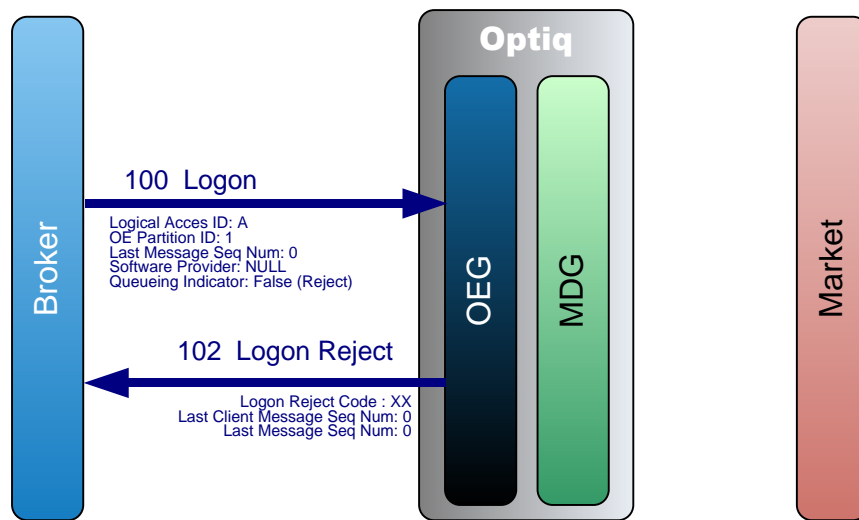 Optiq
100 Logon
Logical Acces ID: A
OE Partition ID: 1
Last Message Seq Num: 0
Software Provider: NULL
Queueing Indicator: False (Reject)
Broker
OEG
MDG
Market
102 Logon Reject
Logon Reject Code : XX
Last Client Message Seq Num: 0
Last Message Seq Num: 0